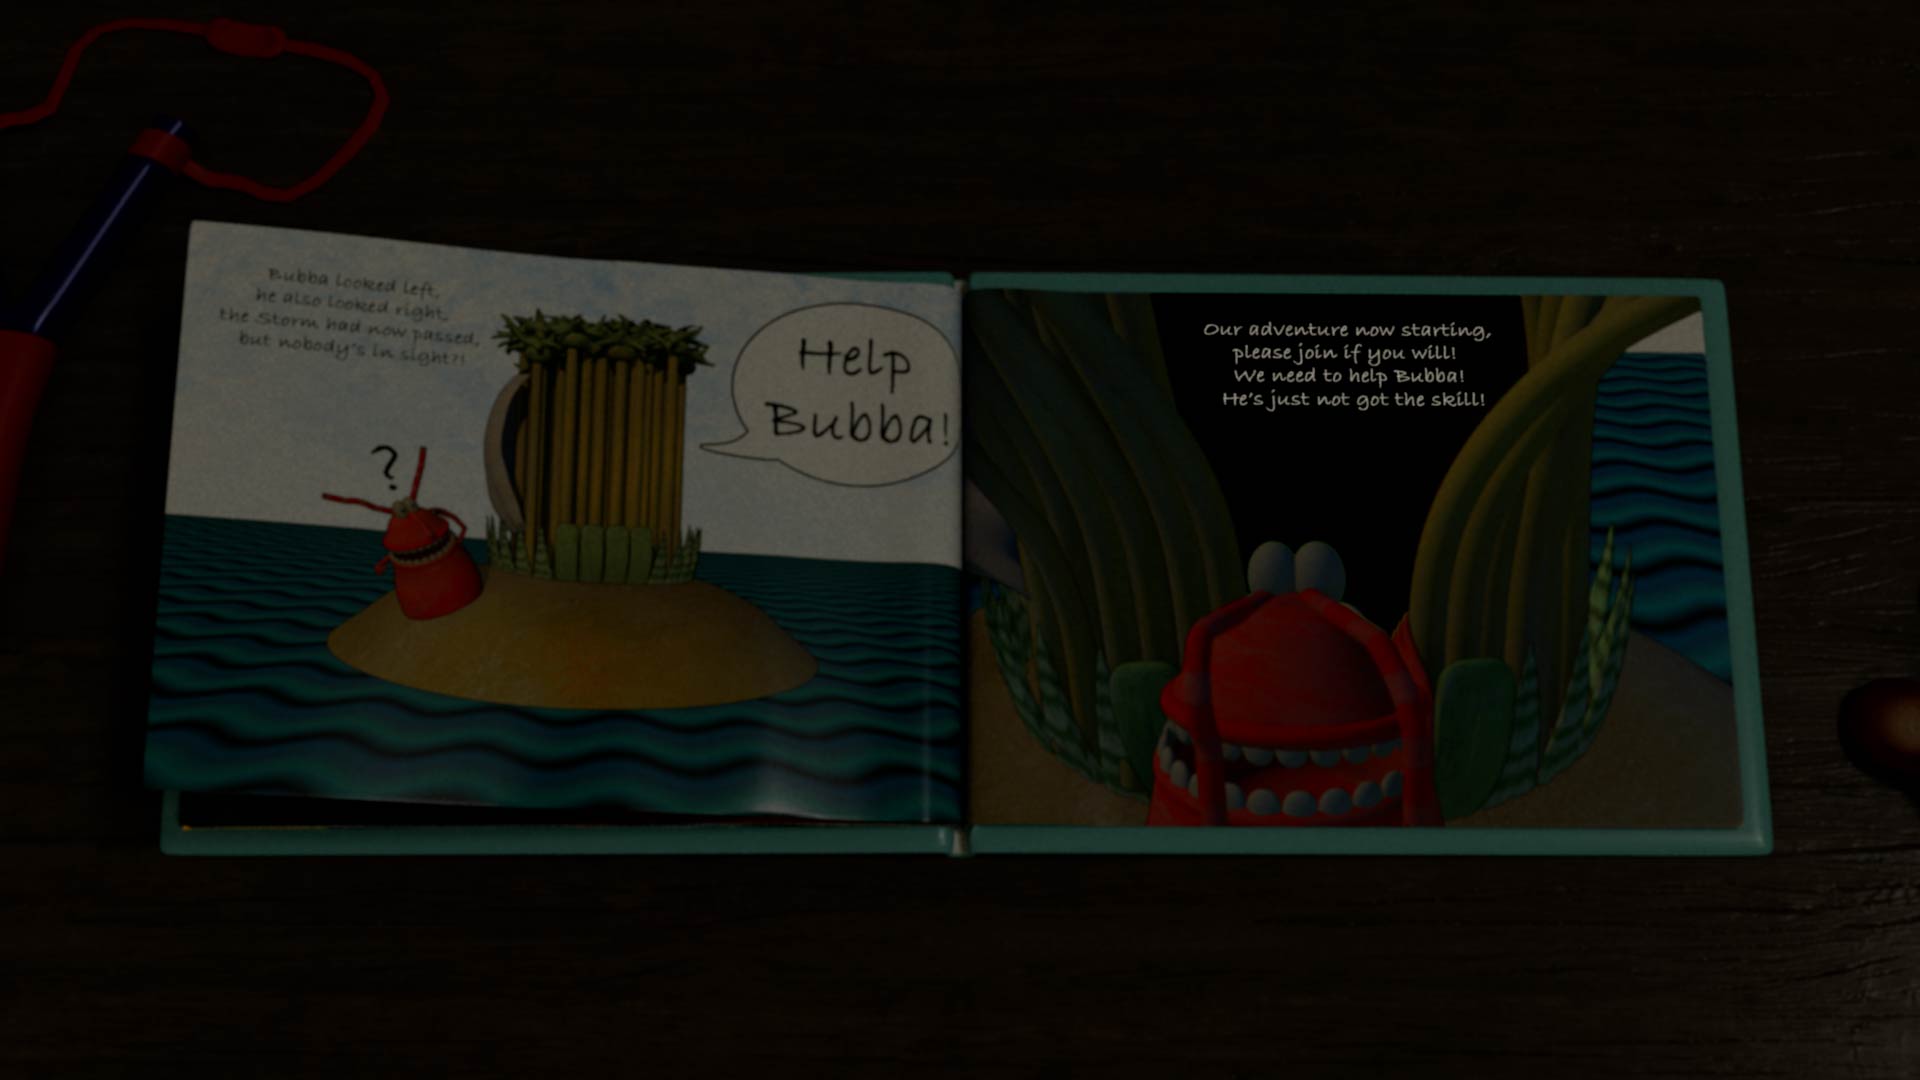 Bubba looked left,
he also looked right,
the Storm had now passed,
but nobody's in sight?!
?
Help
Bubba!
Our adventure now starting,
please join if you will!
We need to help Bubba!
He's just not got the skill!